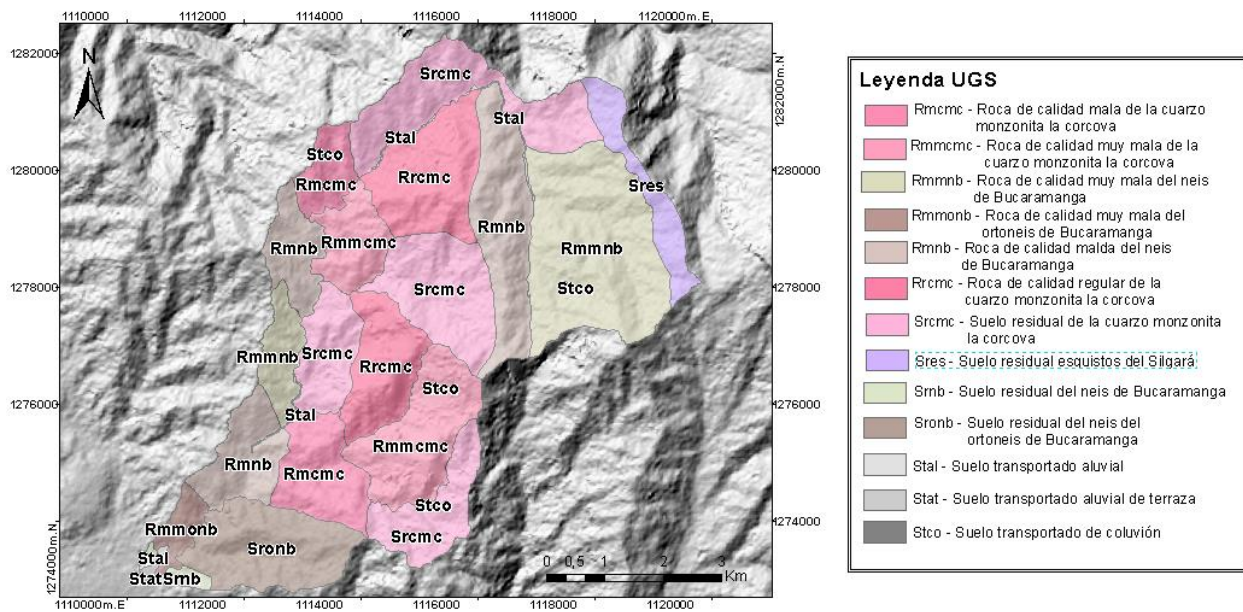 1110000 1112000 1114000 1116000 1118000 1120000m.E
1282000
N
1280000
1278000
1276000
1282000m.N
1280000
1278000
1276000
1274000
1274000m.N
Srcmc
Stal
Stal
Stco
Rmcmc
Rrcmc
Sres
Rmnb
Rmnb
Rmmcmc
Rmmnb
Srcmc
Stco
Srcmc
Rmmnb
Rrcmc
Stco
Stal
Rmmcmc
Rmnb
Rmcmc
Stco
Rmmonb
Srcmc
Sronb
Stal
StatSrnb
0 0,5 1 2 3
Km
1110000m.E 1112000 1114000 1116000 1118000 1120000
Leyenda UGS
Rmcmc - Roca de calidad mala de la cuarzo
monzonita la corcova
Rmmcmc - Roca de calidad muy mala de la
cuarzo monzonita la corcova
Rmmnb - Roca de calidad muy mala del neis
de Bucaramanga
Rmmonb - Roca de calidad muy mala del
ortoneis de Bucaramanga
Rmnb - Roca de calidad malda del neis
de Bucaramanga
Rrcmc - Roca de calidad regular de la
cuarzo monzonita la corcova
Srcmc - Suelo residual de la cuarzo monzonita
la corcova
Sres - Suelo residual esquistos del Silgará
Srnb - Suelo residual del neis de Bucaramanga
Sronb - Suelo residual del neis del
ortoneis de Bucaramanga
Stal - Suelo transportado aluvial
Stat - Suelo transportado aluvial de terraza
Stco - Suelo transportado de coluvión